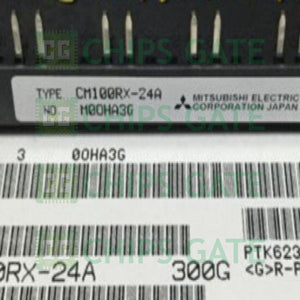 CHIPS GATE
TYPE CM100RX-24A
NO. M00HA3G
MITSUBISHI ELECTRIC
CORPORATION JAPAN
3 00HA3G
0RX-24A 300G
PTK623
<G>R-P